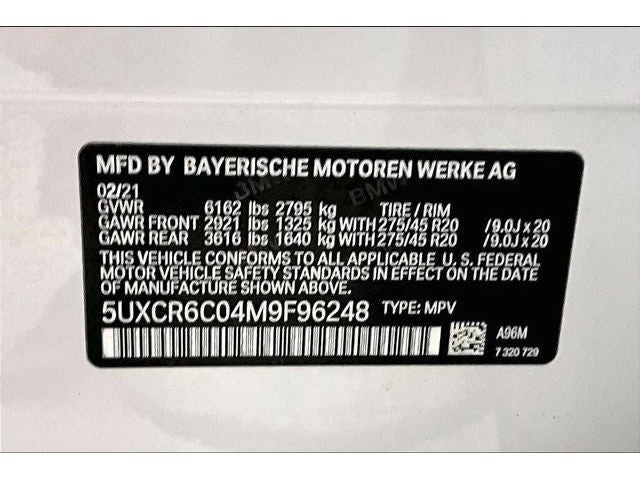 MFD BY BAYERISCHE MOTOREN WERKE AG
02/21
GVWR 6162 lbs 2795 kg TIRE / RIM
GAWR FRONT 2921 lbs 1325 kg WITH 275/45 R20 /9.0J x 20
GAWR REAR 3616 lbs 1640 kg WITH 275/45 R20 /9.0J x 20
THIS VEHICLE CONFORMS TO ALL APPLICABLE U. S. FEDERAL
MOTOR VEHICLE SAFETY STANDARDS IN EFFECT ON THE DATE
OF MANUFACTURE SHOWN ABOVE.
5UXCR6C04M9F96248 TYPE: MPV
A96M
7 320 729